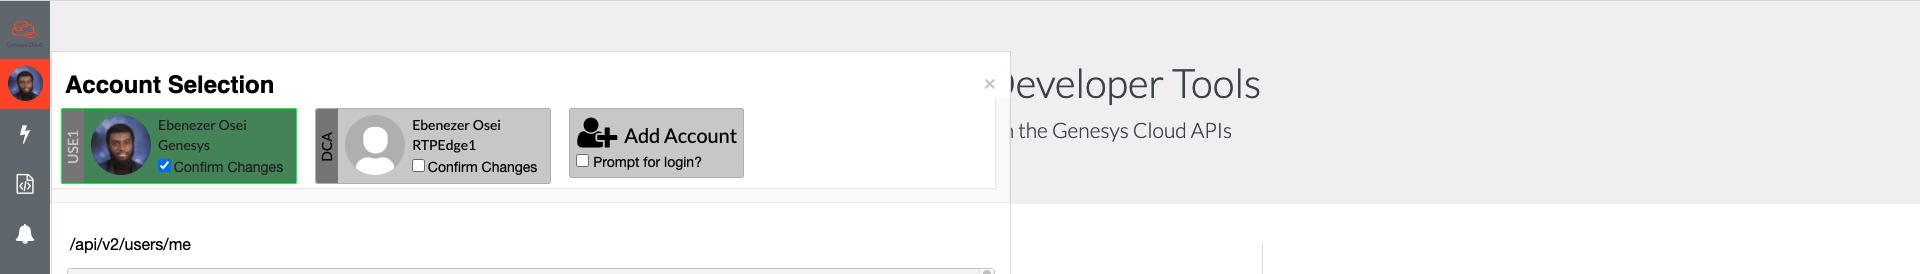 Genesys Cloud
Account Selection
×
Developer Tools
the Genesys Cloud APIs
USE1
Ebenezer Osei
Genesys
Confirm Changes
DCA
Ebenezer Osei
RTPEdge1
Confirm Changes
Add Account
Prompt for login?
/api/v2/users/me